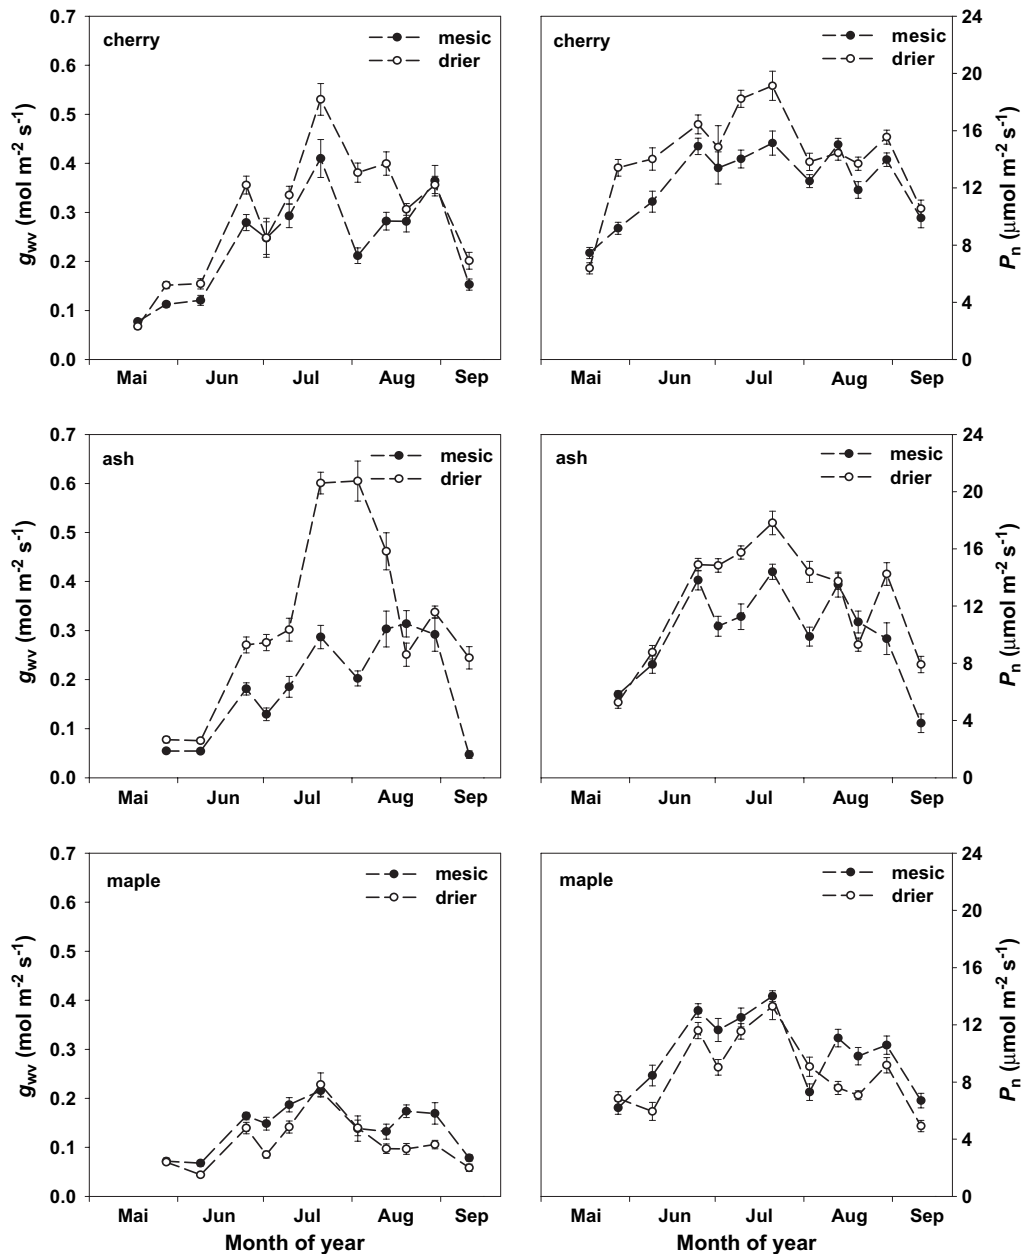 0.7
0.6
0.5
0.4
0.3
0.2
0.1
0.0
g_wv (mol m⁻² s⁻¹)
cherry
mesic
drier
Mai Jun Jul Aug Sep
cherry
mesic
drier
24
20
16
12
8
4
0
P_n (μmol m⁻² s⁻¹)
Mai Jun Jul Aug Sep
0.7
0.6
0.5
0.4
0.3
0.2
0.1
0.0
g_wv (mol m⁻² s⁻¹)
ash
mesic
drier
Mai Jun Jul Aug Sep
ash
mesic
drier
24
20
16
12
8
4
0
P_n (μmol m⁻² s⁻¹)
Mai Jun Jul Aug Sep
0.7
0.6
0.5
0.4
0.3
0.2
0.1
0.0
g_wv (mol m⁻² s⁻¹)
maple
mesic
drier
Mai Jun Jul Aug Sep
Month of year
maple
mesic
drier
24
20
16
12
8
4
0
P_n (μmol m⁻² s⁻¹)
Mai Jun Jul Aug Sep
Month of year